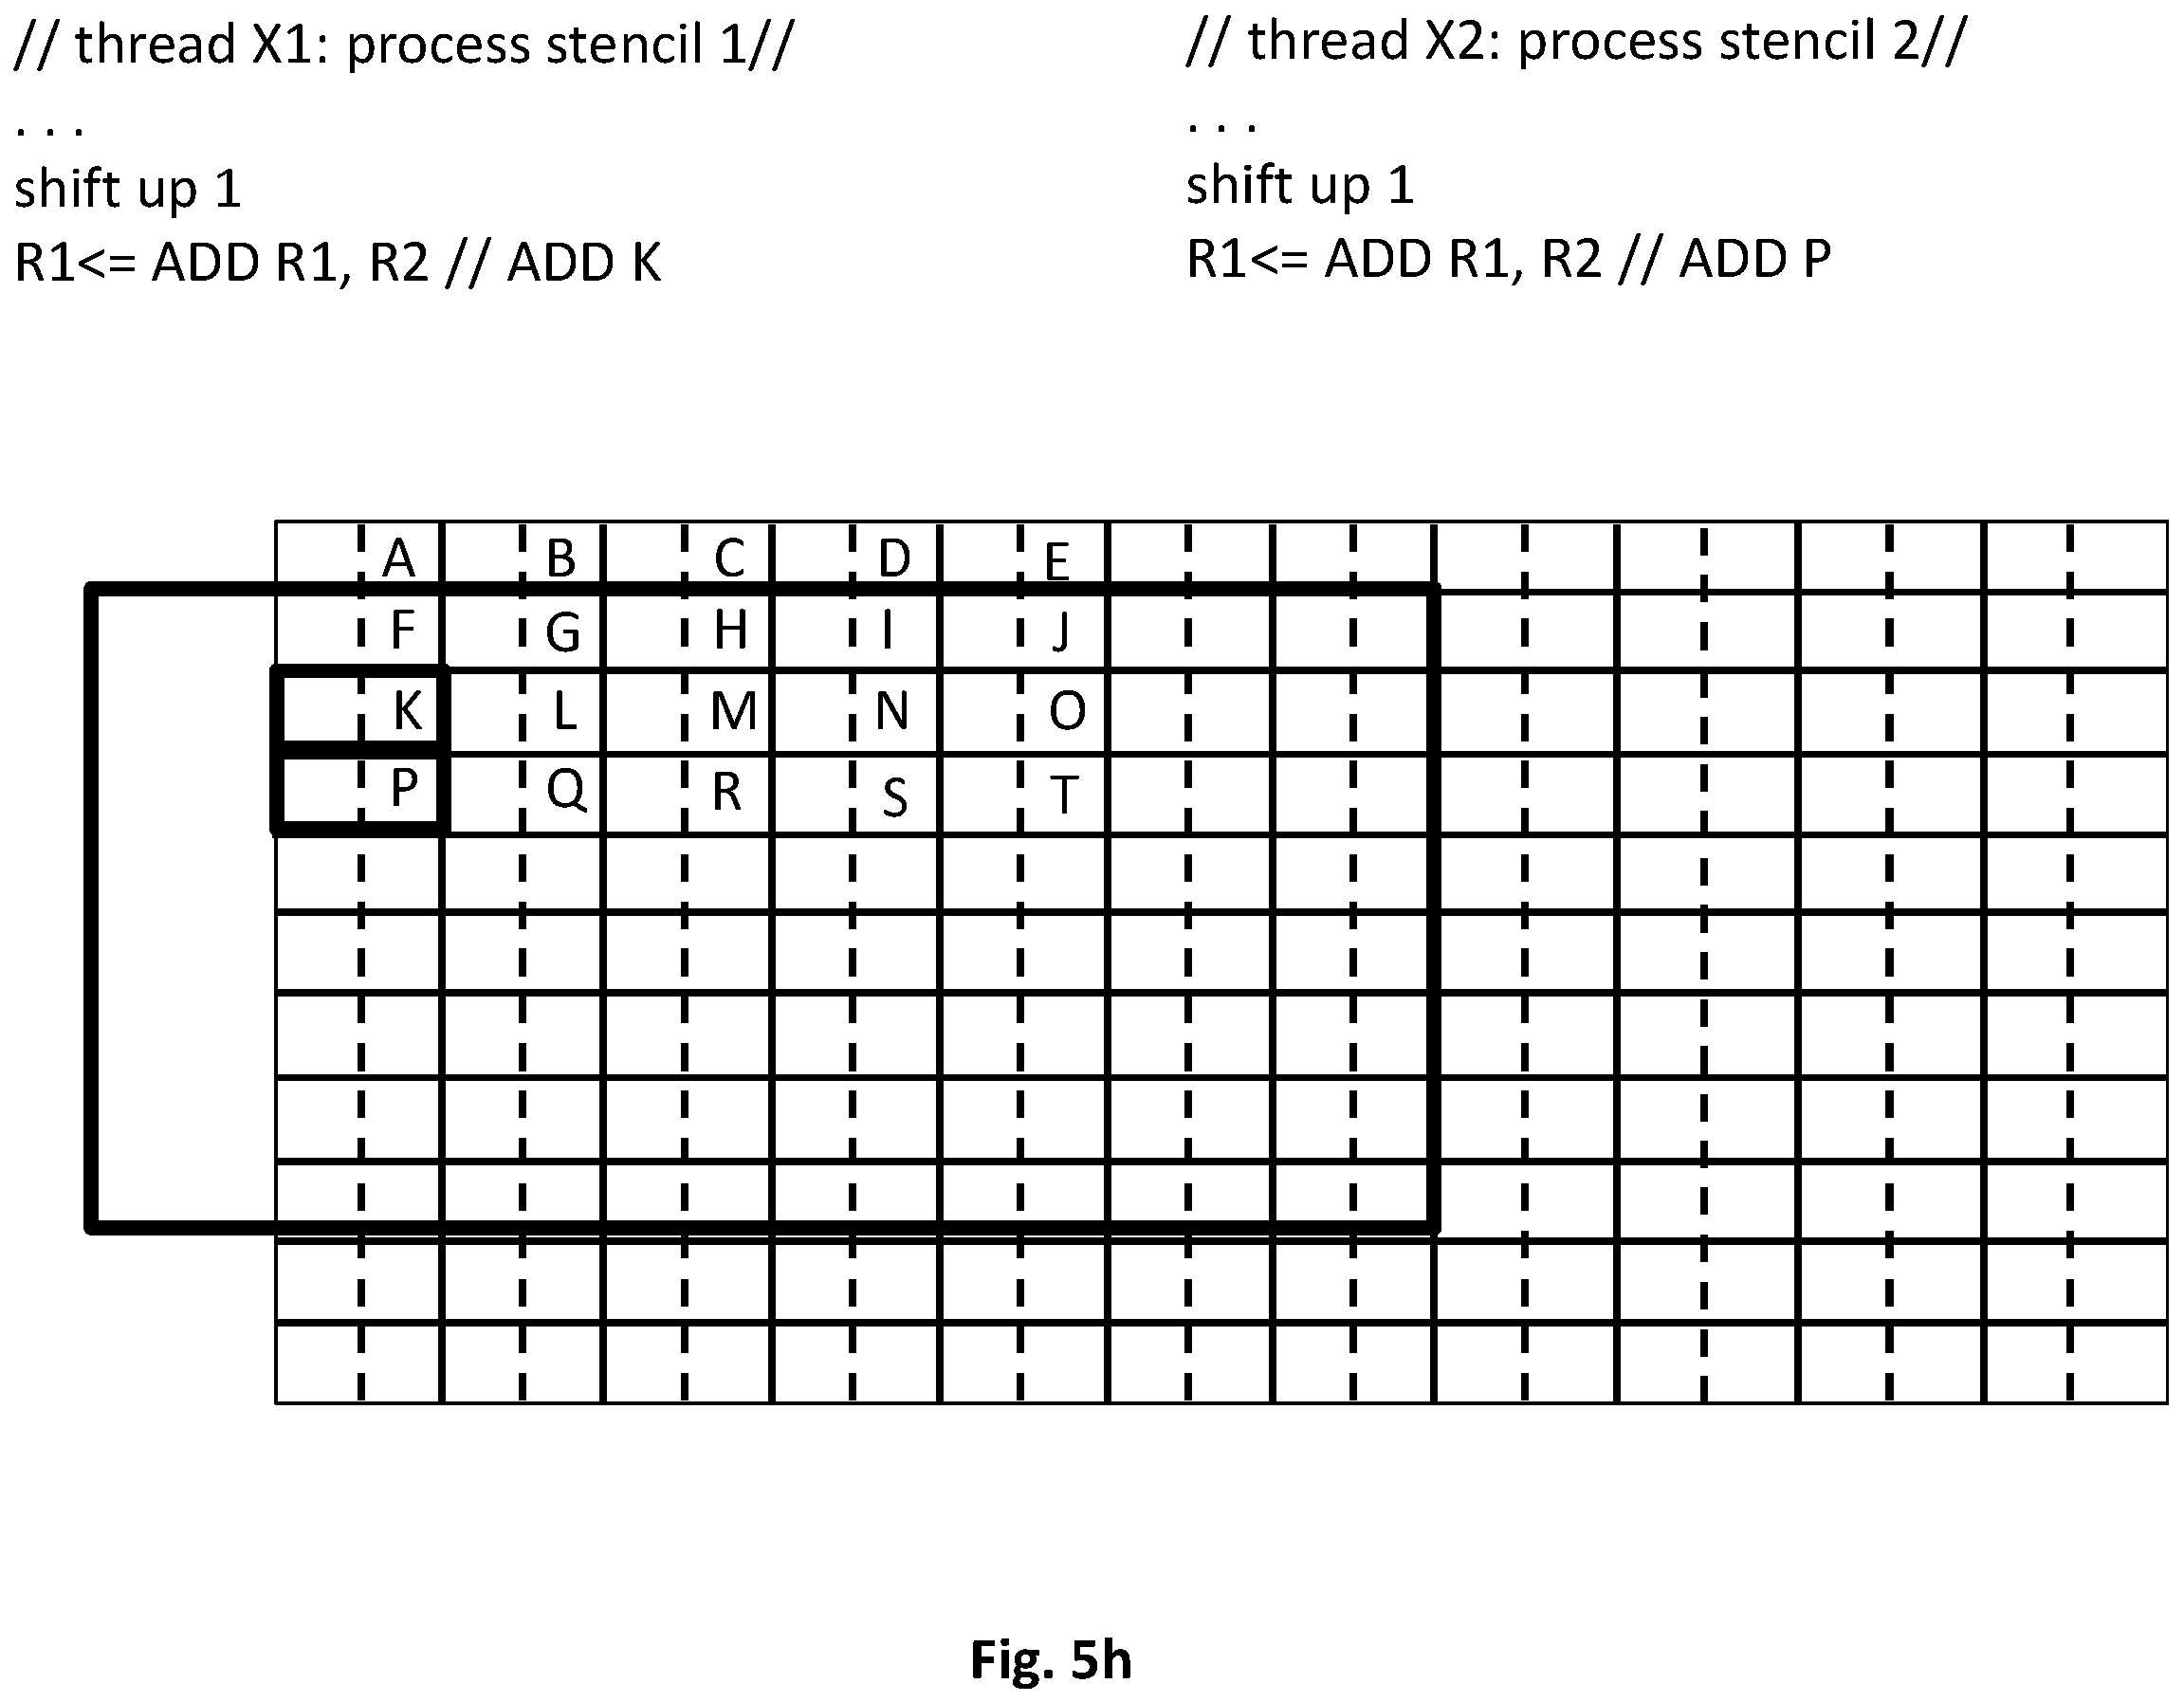 // thread X1: process stencil 1//
. . .
shift up 1
R1<= ADD R1, R2 // ADD K
// thread X2: process stencil 2//
. . .
shift up 1
R1<= ADD R1, R2 // ADD P
A B C D E
F G H I J
K L M N O
P Q R S T
Fig. 5h